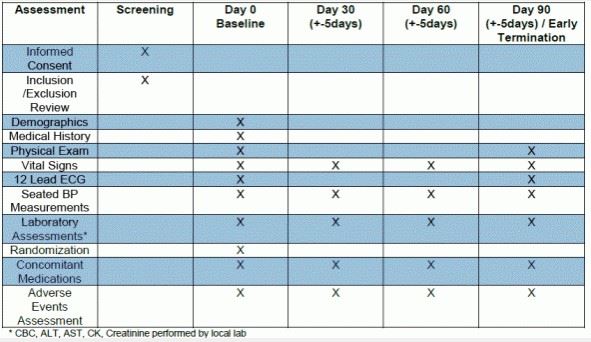 Assessment Screening Day 0 Day 30 Day 60 Day 90
Baseline (+-5days) (+-5days) (+-5days) / Early
Termination
Informed X
Consent
Inclusion X
/Exclusion
Review
Demographics X
Medical History X
Physical Exam X X
Vital Signs X X X X
12 Lead ECG X X
Seated BP X X X X
Measurements
Laboratory X X X X
Assessments*
Randomization X
Concomitant X X X X
Medications
Adverse X X X X
Events
Assessment
* CBC, ALT, AST, CK, Creatinine performed by local lab